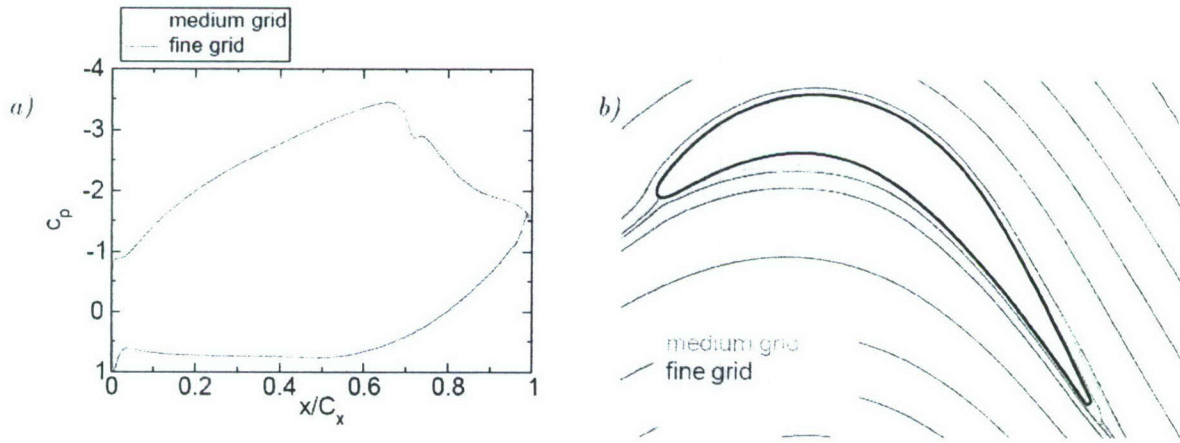 medium grid
fine grid
a)
-4
-3
-2
-1
0
1
c_p
0
0.2
0.4
0.6
0.8
1
x/C_x
b)
medium grid
fine grid